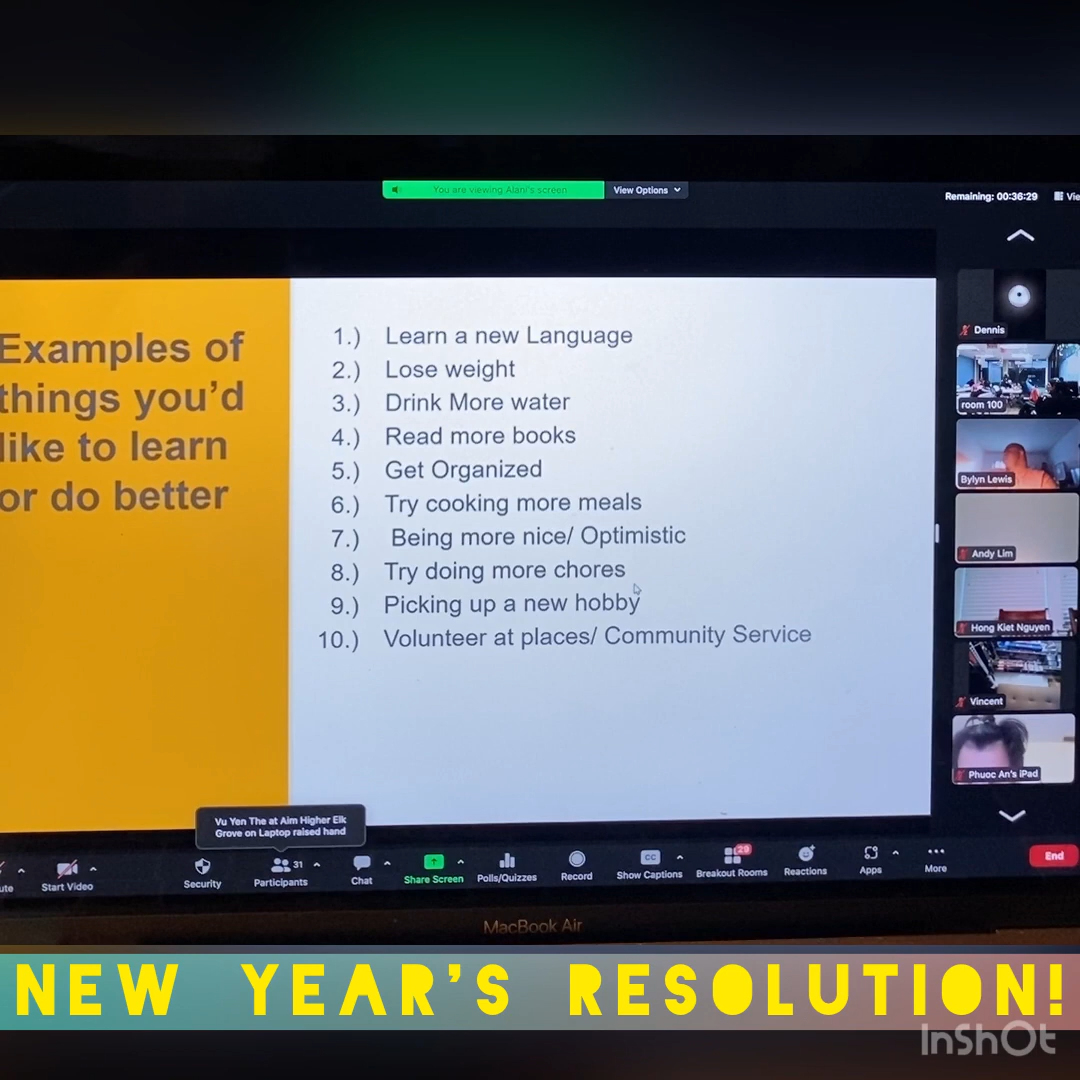 You are viewing Alani's screen
View Options
Remaining: 00:36:29
Vie
Examples of
things you'd
like to learn
or do better
1.) Learn a new Language
2.) Lose weight
3.) Drink More water
4.) Read more books
5.) Get Organized
6.) Try cooking more meals
7.) Being more nice/ Optimistic
8.) Try doing more chores
9.) Picking up a new hobby
10.) Volunteer at places/ Community Service
Dennis
room 100
Bylyn Lewis
Andy Lim
Hong Kiet Nguyen
Vincent
Phuoc An's iPad
Vu Yen The at Aim Higher Elk
Grove on Laptop raised hand
ute
Start Video
Security
31
Participants
Chat
Share Screen
Polls/Quizzes
Record
CC
Show Captions
29
Breakout Rooms
Reactions
Apps
More
End
MacBook Air
NEW YEAR'S RESOLUTION!
InShOt